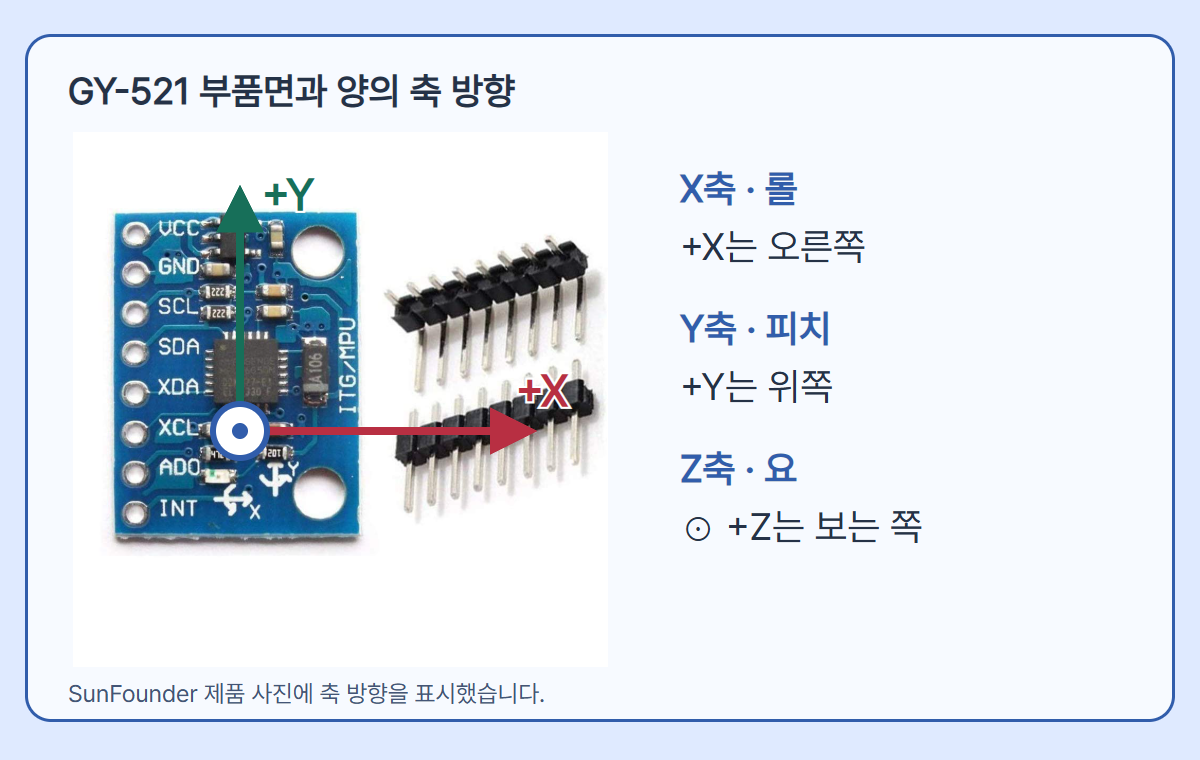 GY-521 부품면과 양의 축 방향
+Y
VCC
GND
SCL
SDA
XDA
XCL
ADO
INT
222
222
A106
ITG/MPU
201
Y
X
+X
X축 · 롤
+X는 오른쪽
Y축 · 피치
+Y는 위쪽
Z축 · 요
⊙ +Z는 보는 쪽
SunFounder 제품 사진에 축 방향을 표시했습니다.